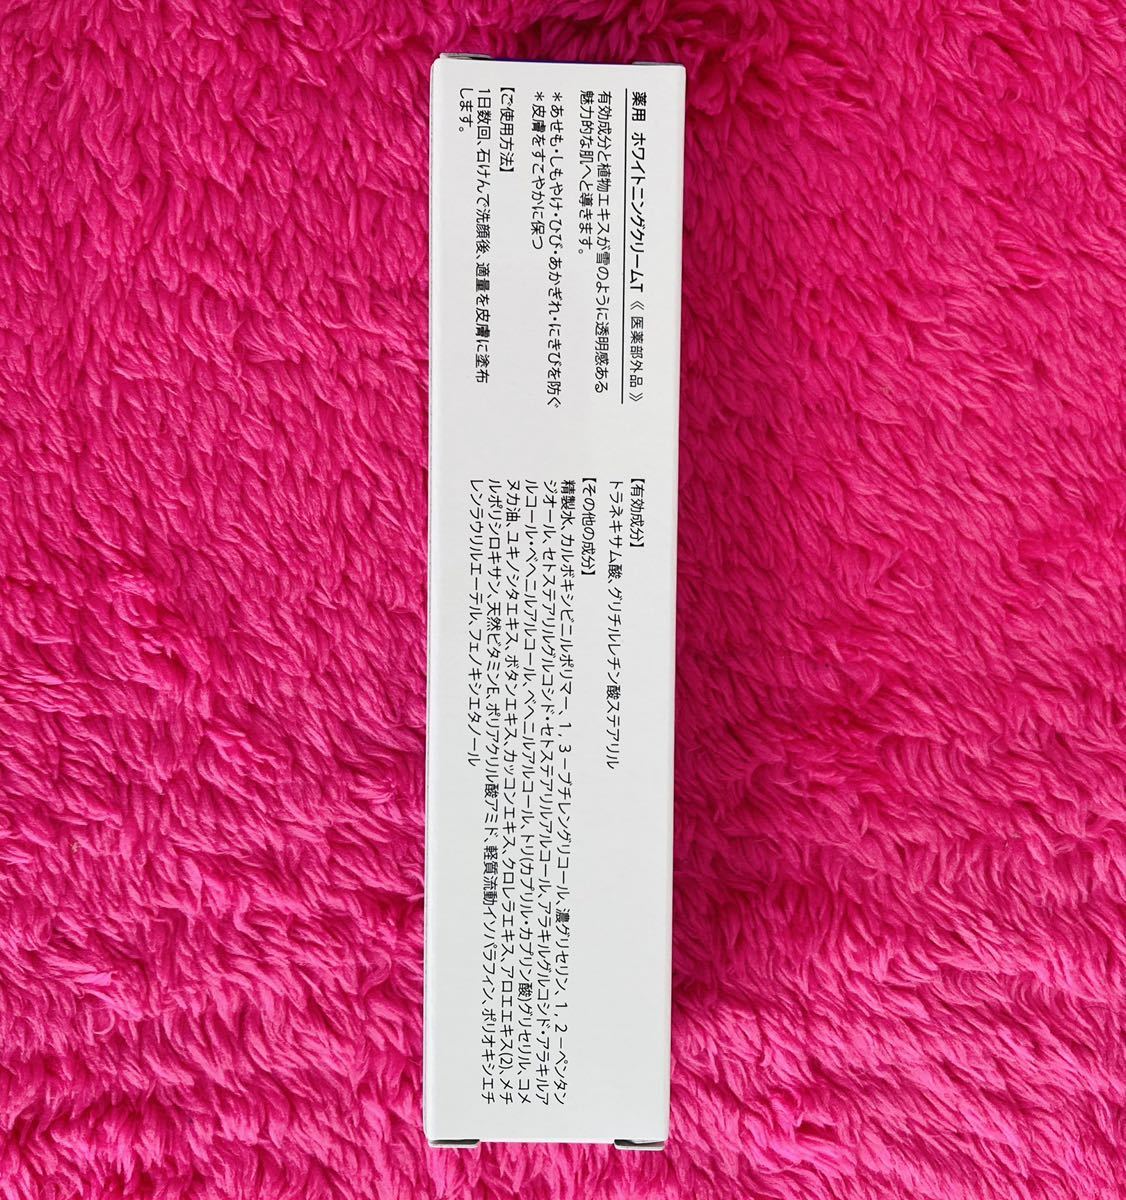 薬用 ホワイトニングクリームT 《 医薬部外品 》
有効成分と植物エキスが雪のように透明感ある
魅力的な肌へと導きます。
＊あせも・しもやけ・ひび・あかぎれ・にきびを防ぐ
＊皮膚をすこやかに保つ
【ご使用方法】
1日数回、石けんで洗顔後、適量を皮膚に塗布
します。
【有効成分】
トラネキサム酸、グリチルレチン酸ステアリル
【その他の成分】
精製水、カルボキシビニルポリマー、1,3－ブチレングリコール、濃グリセリン、1,2－ペンタン
ジオール、セトステアリルグルコシド・セトステアリルアルコール、アラキルグルコシド・アラキルア
ルコール・ベヘニルアルコール、ベヘニルアルコール、トリ(カプリル・カプリン酸)グリセリル、コメ
ヌカ油、ユキノシタエキス、ボタンエキス、カッコンエキス、クロレラエキス、アロエエキス(2)、メチ
ルポリシロキサン、天然ビタミンE、ポリアクリル酸アミド、軽質流動イソパラフィン、ポリオキシエチ
レンラウリルエーテル、フェノキシエタノール